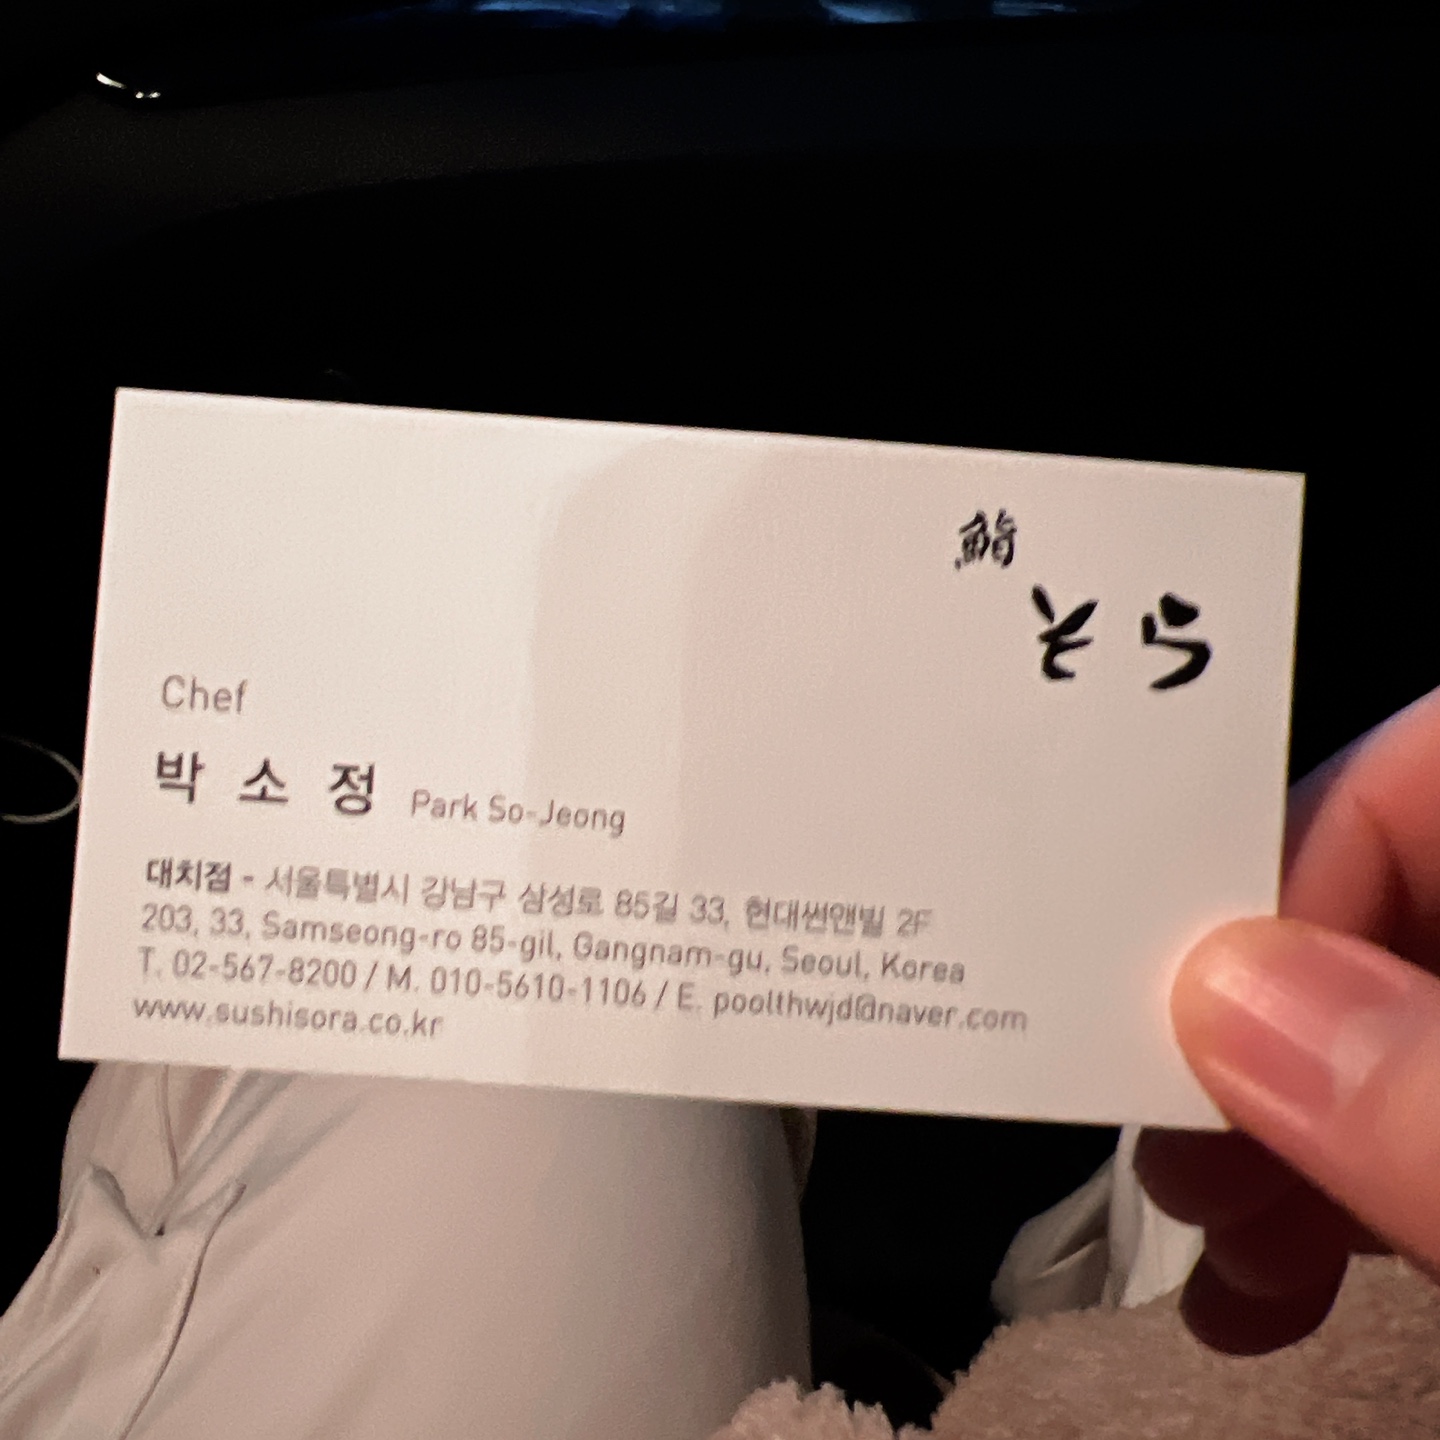 鮨
そら
Chef
박 소 정 Park So-Jeong
대치점 - 서울특별시 강남구 삼성로 85길 33, 현대썬앤빌 2F
203, 33, Samseong-ro 85-gil, Gangnam-gu, Seoul, Korea
T. 02-567-8200 / M. 010-5610-1106 / E. poolthwjd@naver.com
www.sushisora.co.kr